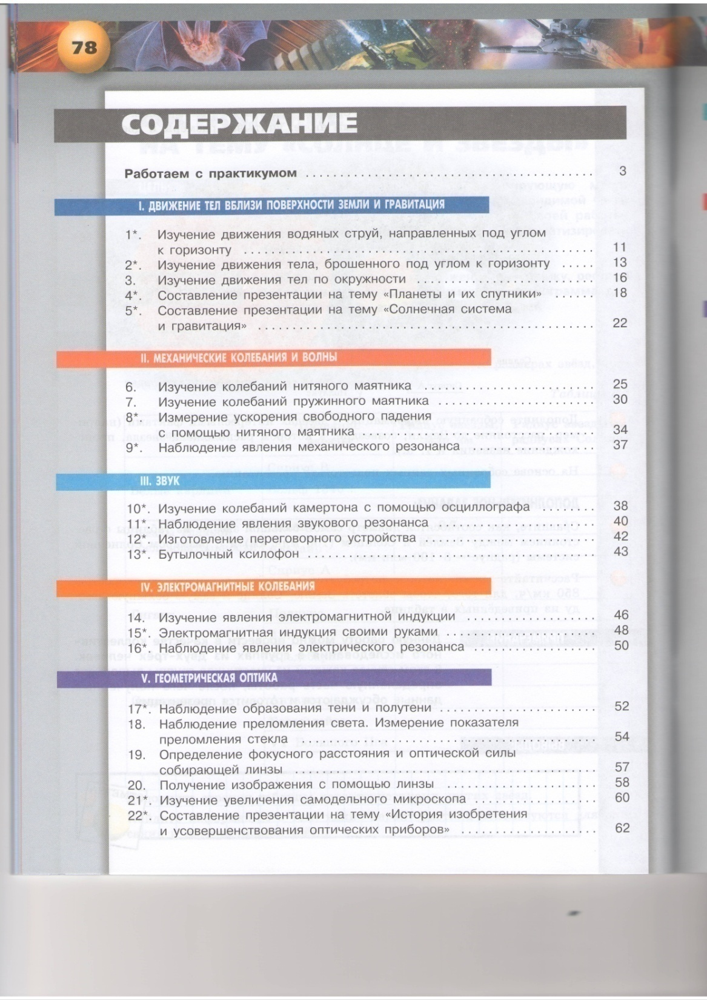 78
СОДЕРЖАНИЕ
Работаем с практикумом 3
I. ДВИЖЕНИЕ ТЕЛ ВБЛИЗИ ПОВЕРХНОСТИ ЗЕМЛИ И ГРАВИТАЦИЯ
1*. Изучение движения водяных струй, направленных под углом
к горизонту 11
2*. Изучение движения тела, брошенного под углом к горизонту 13
3. Изучение движения тел по окружности 16
4*. Составление презентации на тему «Планеты и их спутники» 18
5*. Составление презентации на тему «Солнечная система
и гравитация» 22
II. МЕХАНИЧЕСКИЕ КОЛЕБАНИЯ И ВОЛНЫ
6. Изучение колебаний нитяного маятника 25
7. Изучение колебаний пружинного маятника 30
8*. Измерение ускорения свободного падения
с помощью нитяного маятника 34
9*. Наблюдение явления механического резонанса 37
III. ЗВУК
10*. Изучение колебаний камертона с помощью осциллографа 38
11*. Наблюдение явления звукового резонанса 40
12*. Изготовление переговорного устройства 42
13*. Бутылочный ксилофон 43
IV. ЭЛЕКТРОМАГНИТНЫЕ КОЛЕБАНИЯ
14. Изучение явления электромагнитной индукции 46
15*. Электромагнитная индукция своими руками 48
16*. Наблюдение явления электрического резонанса 50
V. ГЕОМЕТРИЧЕСКАЯ ОПТИКА
17*. Наблюдение образования тени и полутени 52
18. Наблюдение преломления света. Измерение показателя
преломления стекла 54
19. Определение фокусного расстояния и оптической силы
собирающей линзы 57
20. Получение изображения с помощью линзы 58
21*. Изучение увеличения самодельного микроскопа 60
22*. Составление презентации на тему «История изобретения
и усовершенствования оптических приборов» 62